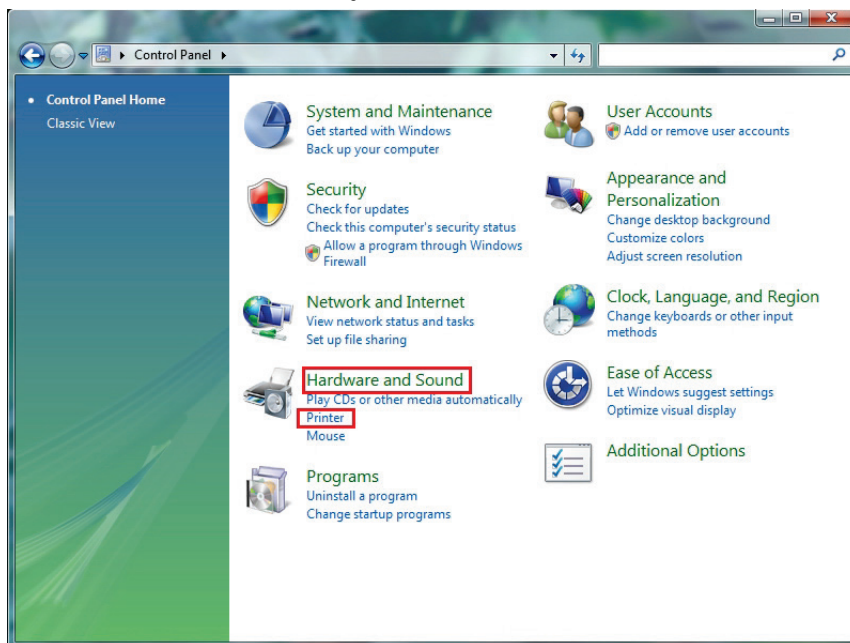 Control Panel
Control Panel Home
Classic View
System and Maintenance
Get started with Windows
Back up your computer
Security
Check for updates
Check this computer's security status
Allow a program through Windows
Firewall
Network and Internet
View network status and tasks
Set up file sharing
Hardware and Sound
Play CDs or other media automatically
Printer
Mouse
Programs
Uninstall a program
Change startup programs
User Accounts
Add or remove user accounts
Appearance and
Personalization
Change desktop background
Customize colors
Adjust screen resolution
Clock, Language, and Region
Change keyboards or other input
methods
Ease of Access
Let Windows suggest settings
Optimize visual display
Additional Options